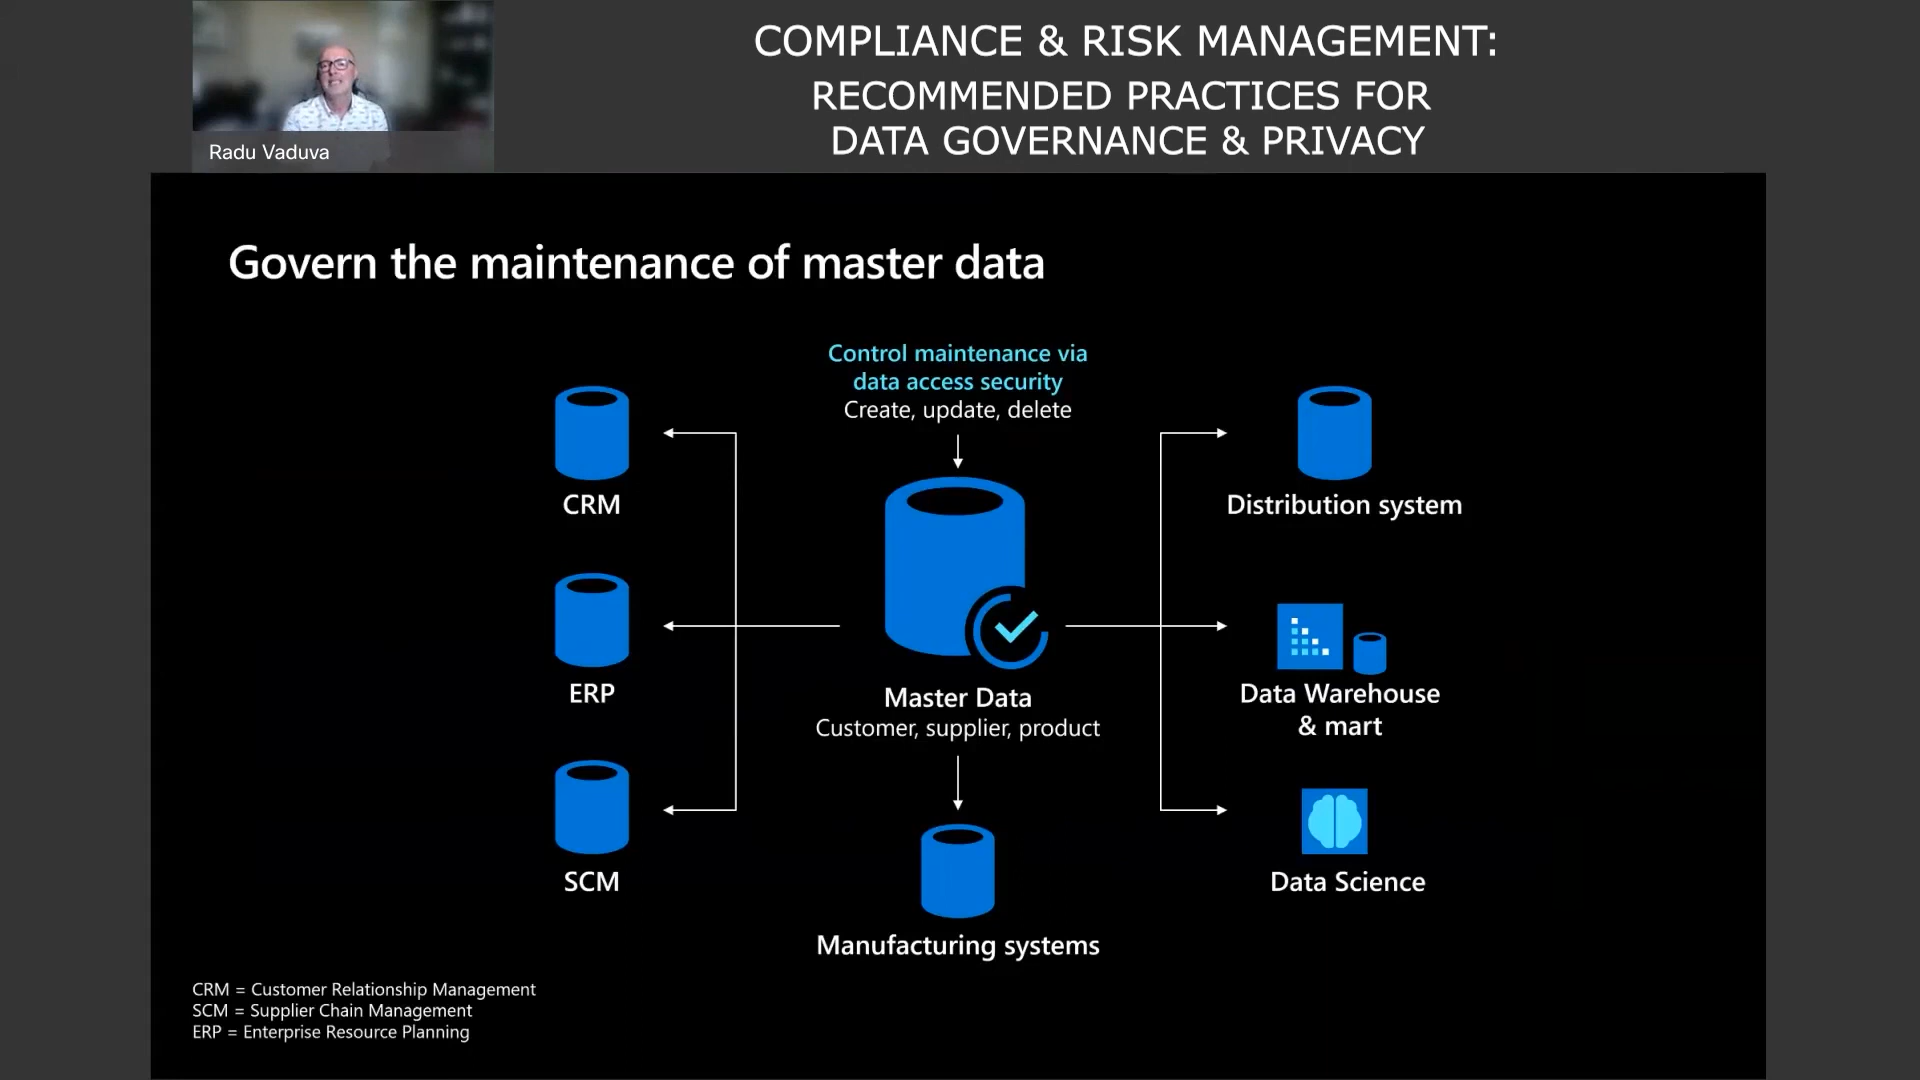 COMPLIANCE & RISK MANAGEMENT:
RECOMMENDED PRACTICES FOR
DATA GOVERNANCE & PRIVACY
Radu Vaduva
Govern the maintenance of master data
Control maintenance via
data access security
Create, update, delete
CRM
ERP
SCM
Master Data
Customer, supplier, product
Manufacturing systems
Distribution system
Data Warehouse
& mart
Data Science
CRM = Customer Relationship Management
SCM = Supplier Chain Management
ERP = Enterprise Resource Planning